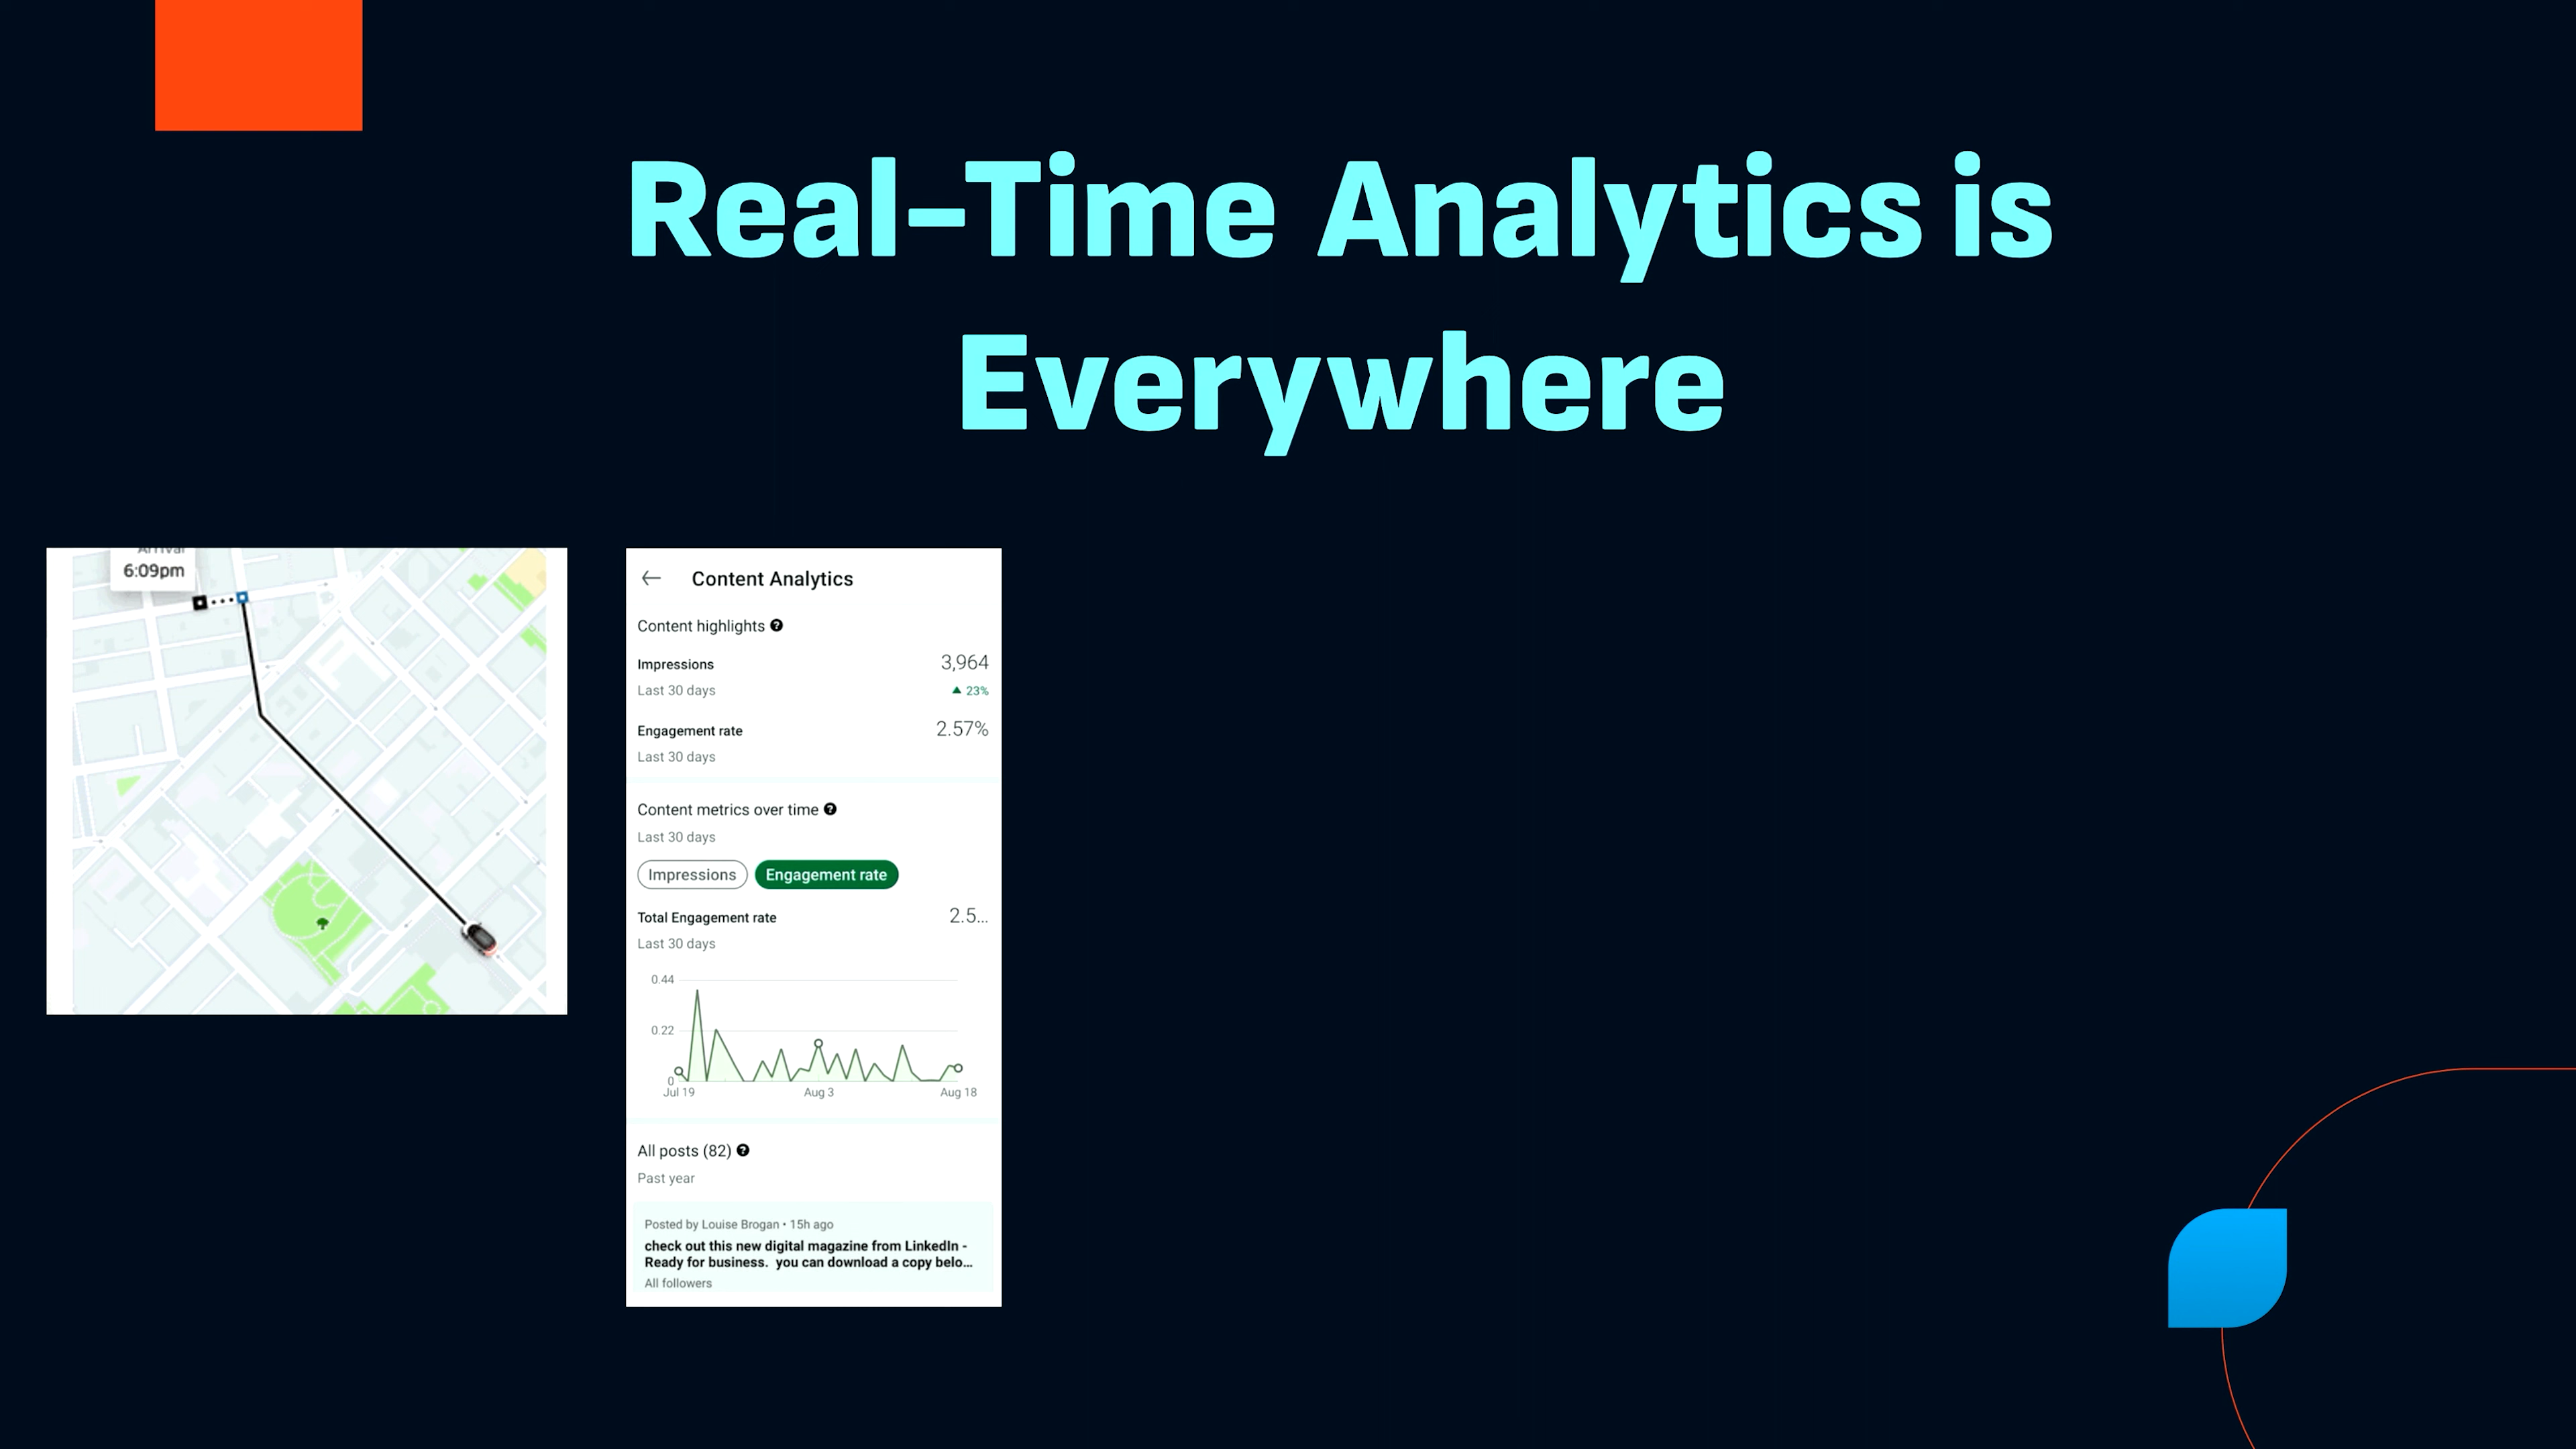 Real-Time Analytics is
Everywhere
Arrival
6:09pm
Content Analytics
Content highlights
Impressions 3,964
Last 30 days ▲ 23%
Engagement rate 2.57%
Last 30 days
Content metrics over time
Last 30 days
Impressions Engagement rate
Total Engagement rate 2.5...
Last 30 days
0.44
0.22
0
Jul 19 Aug 3 Aug 18
All posts (82)
Past year
Posted by Louise Brogan • 15h ago
check out this new digital magazine from LinkedIn -
Ready for business. you can download a copy belo...
All followers